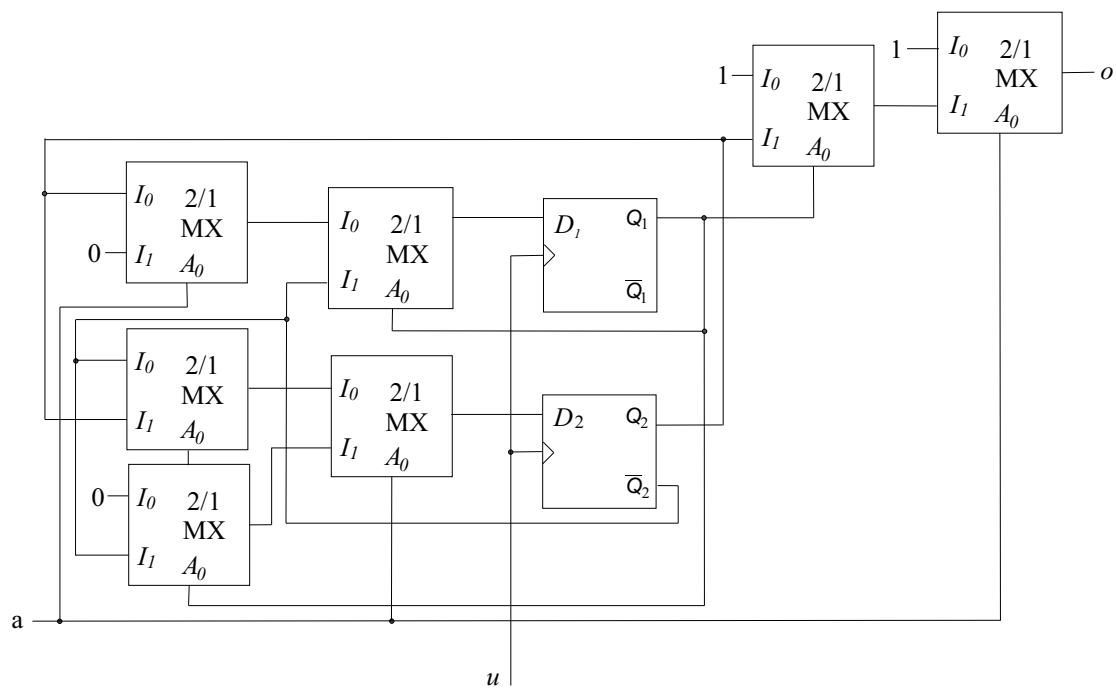 1 I0 2/1 MX I1 A0 o
1 I0 2/1 MX I1 A0
I0 2/1 MX 0 I1 A0
I0 2/1 MX I1 A0
D1 Q1 Q̅1
I0 2/1 MX I1 A0
I0 2/1 MX I1 A0
D2 Q2 Q̅2
0 I0 2/1 MX I1 A0
a
u